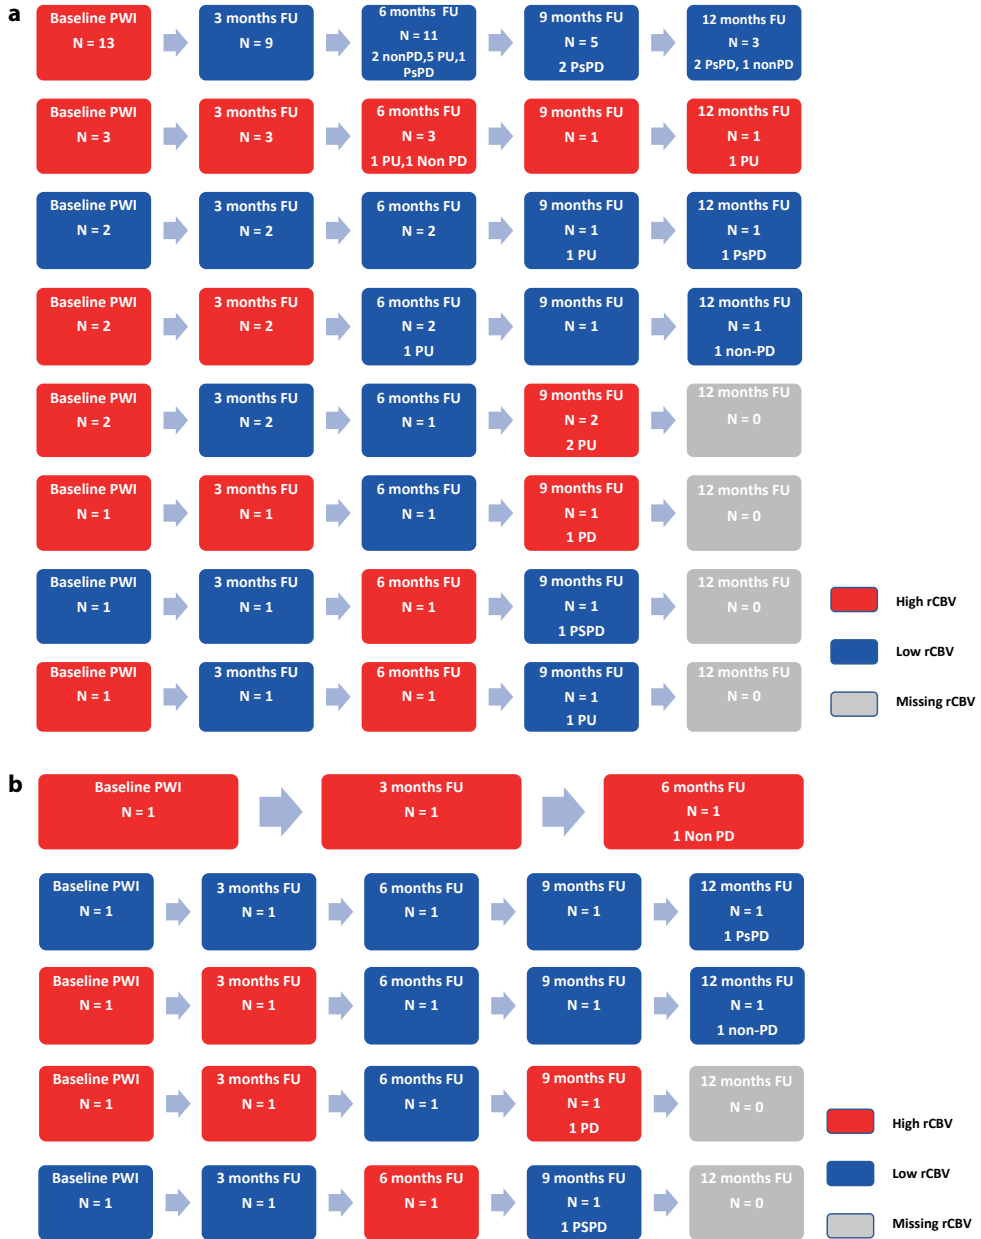 a
Baseline PWI
N = 13
3 months FU
N = 9
6 months FU
N = 11
2 nonPD,5 PU,1
PsPD
9 months FU
N = 5
2 PsPD
12 months FU
N = 3
2 PsPD, 1 nonPD
Baseline PWI
N = 3
3 months FU
N = 3
6 months FU
N = 3
1 PU,1 Non PD
9 months FU
N = 1
12 months FU
N = 1
1 PU
Baseline PWI
N = 2
3 months FU
N = 2
6 months FU
N = 2
9 months FU
N = 1
1 PU
12 months FU
N = 1
1 PsPD
Baseline PWI
N = 2
3 months FU
N = 2
6 months FU
N = 2
1 PU
9 months FU
N = 1
12 months FU
N = 1
1 non-PD
Baseline PWI
N = 2
3 months FU
N = 2
6 months FU
N = 1
9 months FU
N = 2
2 PU
12 months FU
N = 0
Baseline PWI
N = 1
3 months FU
N = 1
6 months FU
N = 1
9 months FU
N = 1
1 PD
12 months FU
N = 0
Baseline PWI
N = 1
3 months FU
N = 1
6 months FU
N = 1
9 months FU
N = 1
1 PSPD
12 months FU
N = 0
Baseline PWI
N = 1
3 months FU
N = 1
6 months FU
N = 1
9 months FU
N = 1
1 PU
12 months FU
N = 0
High rCBV
Low rCBV
Missing rCBV
b
Baseline PWI
N = 1
3 months FU
N = 1
6 months FU
N = 1
1 Non PD
Baseline PWI
N = 1
3 months FU
N = 1
6 months FU
N = 1
9 months FU
N = 1
12 months FU
N = 1
1 PsPD
Baseline PWI
N = 1
3 months FU
N = 1
6 months FU
N = 1
9 months FU
N = 1
12 months FU
N = 1
1 non-PD
Baseline PWI
N = 1
3 months FU
N = 1
6 months FU
N = 1
9 months FU
N = 1
1 PD
12 months FU
N = 0
Baseline PWI
N = 1
3 months FU
N = 1
6 months FU
N = 1
9 months FU
N = 1
1 PSPD
12 months FU
N = 0
High rCBV
Low rCBV
Missing rCBV